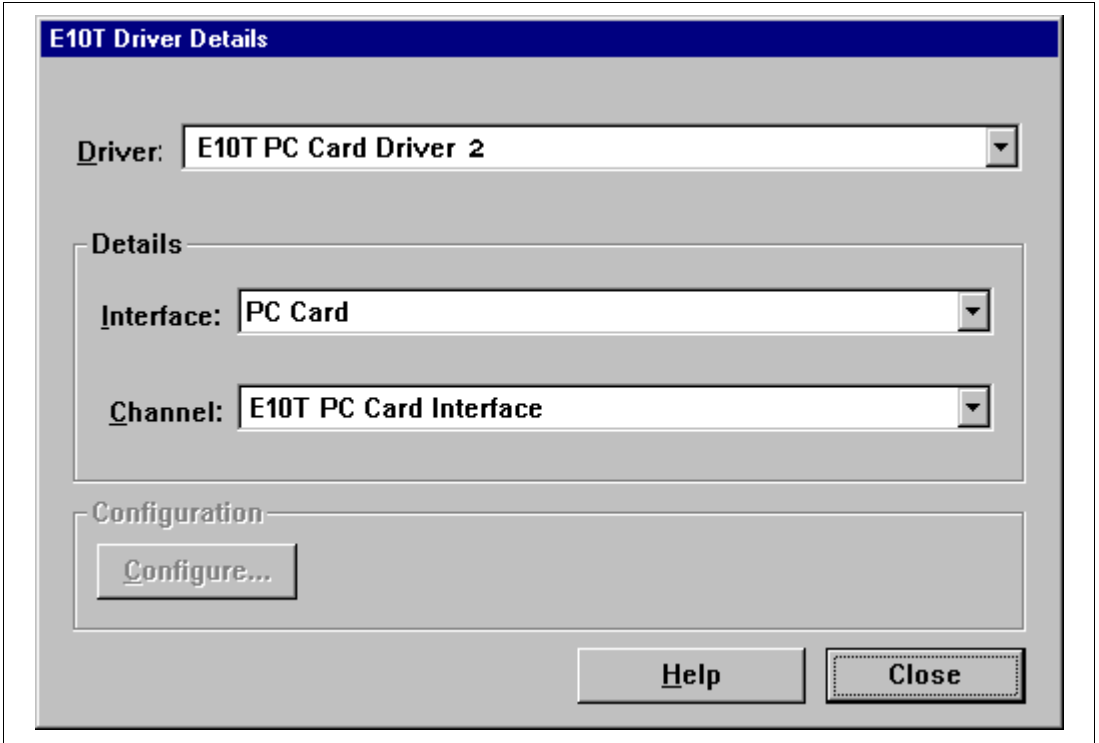 E10T Driver Details
Driver: E10T PC Card Driver 2
Details
Interface: PC Card
Channel: E10T PC Card Interface
Configuration
Configure...
Help Close